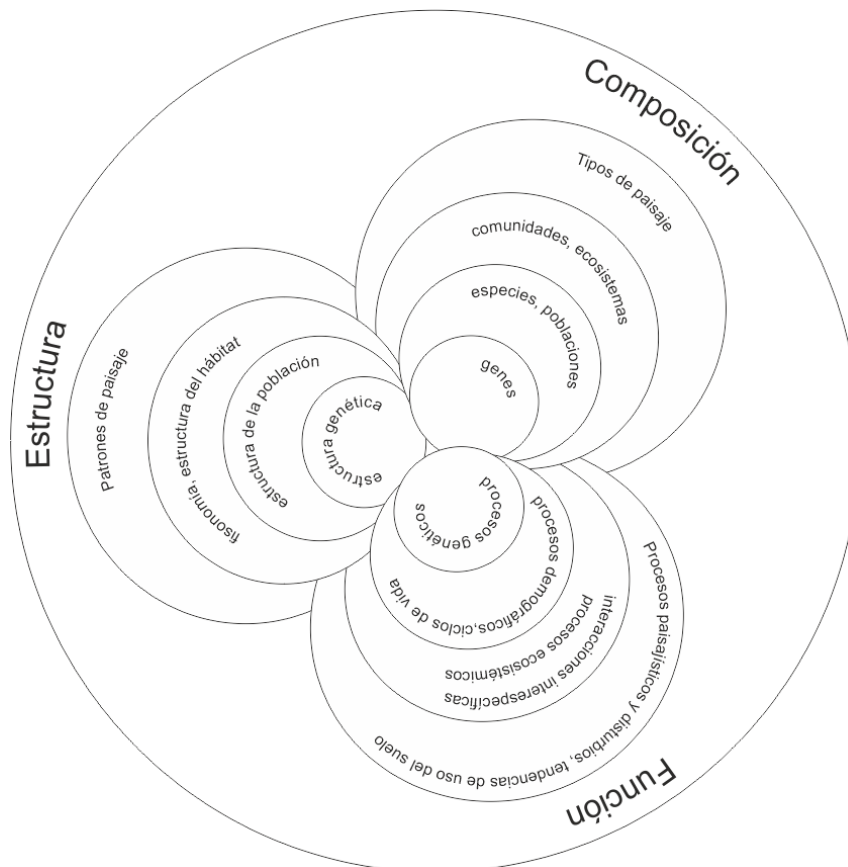 Composición
Tipos de paisaje
comunidades, ecosistemas
especies, poblaciones
genes
Estructura
Patrones de paisaje
fisonomía, estructura del hábitat
estructura de la población
estructura genética
procesos genéticos
procesos demográficos,ciclos de vida
interacciones interespecíficas
procesos ecosistémicos
Procesos paisajísticos y disturbios, tendencias de uso del suelo
Función